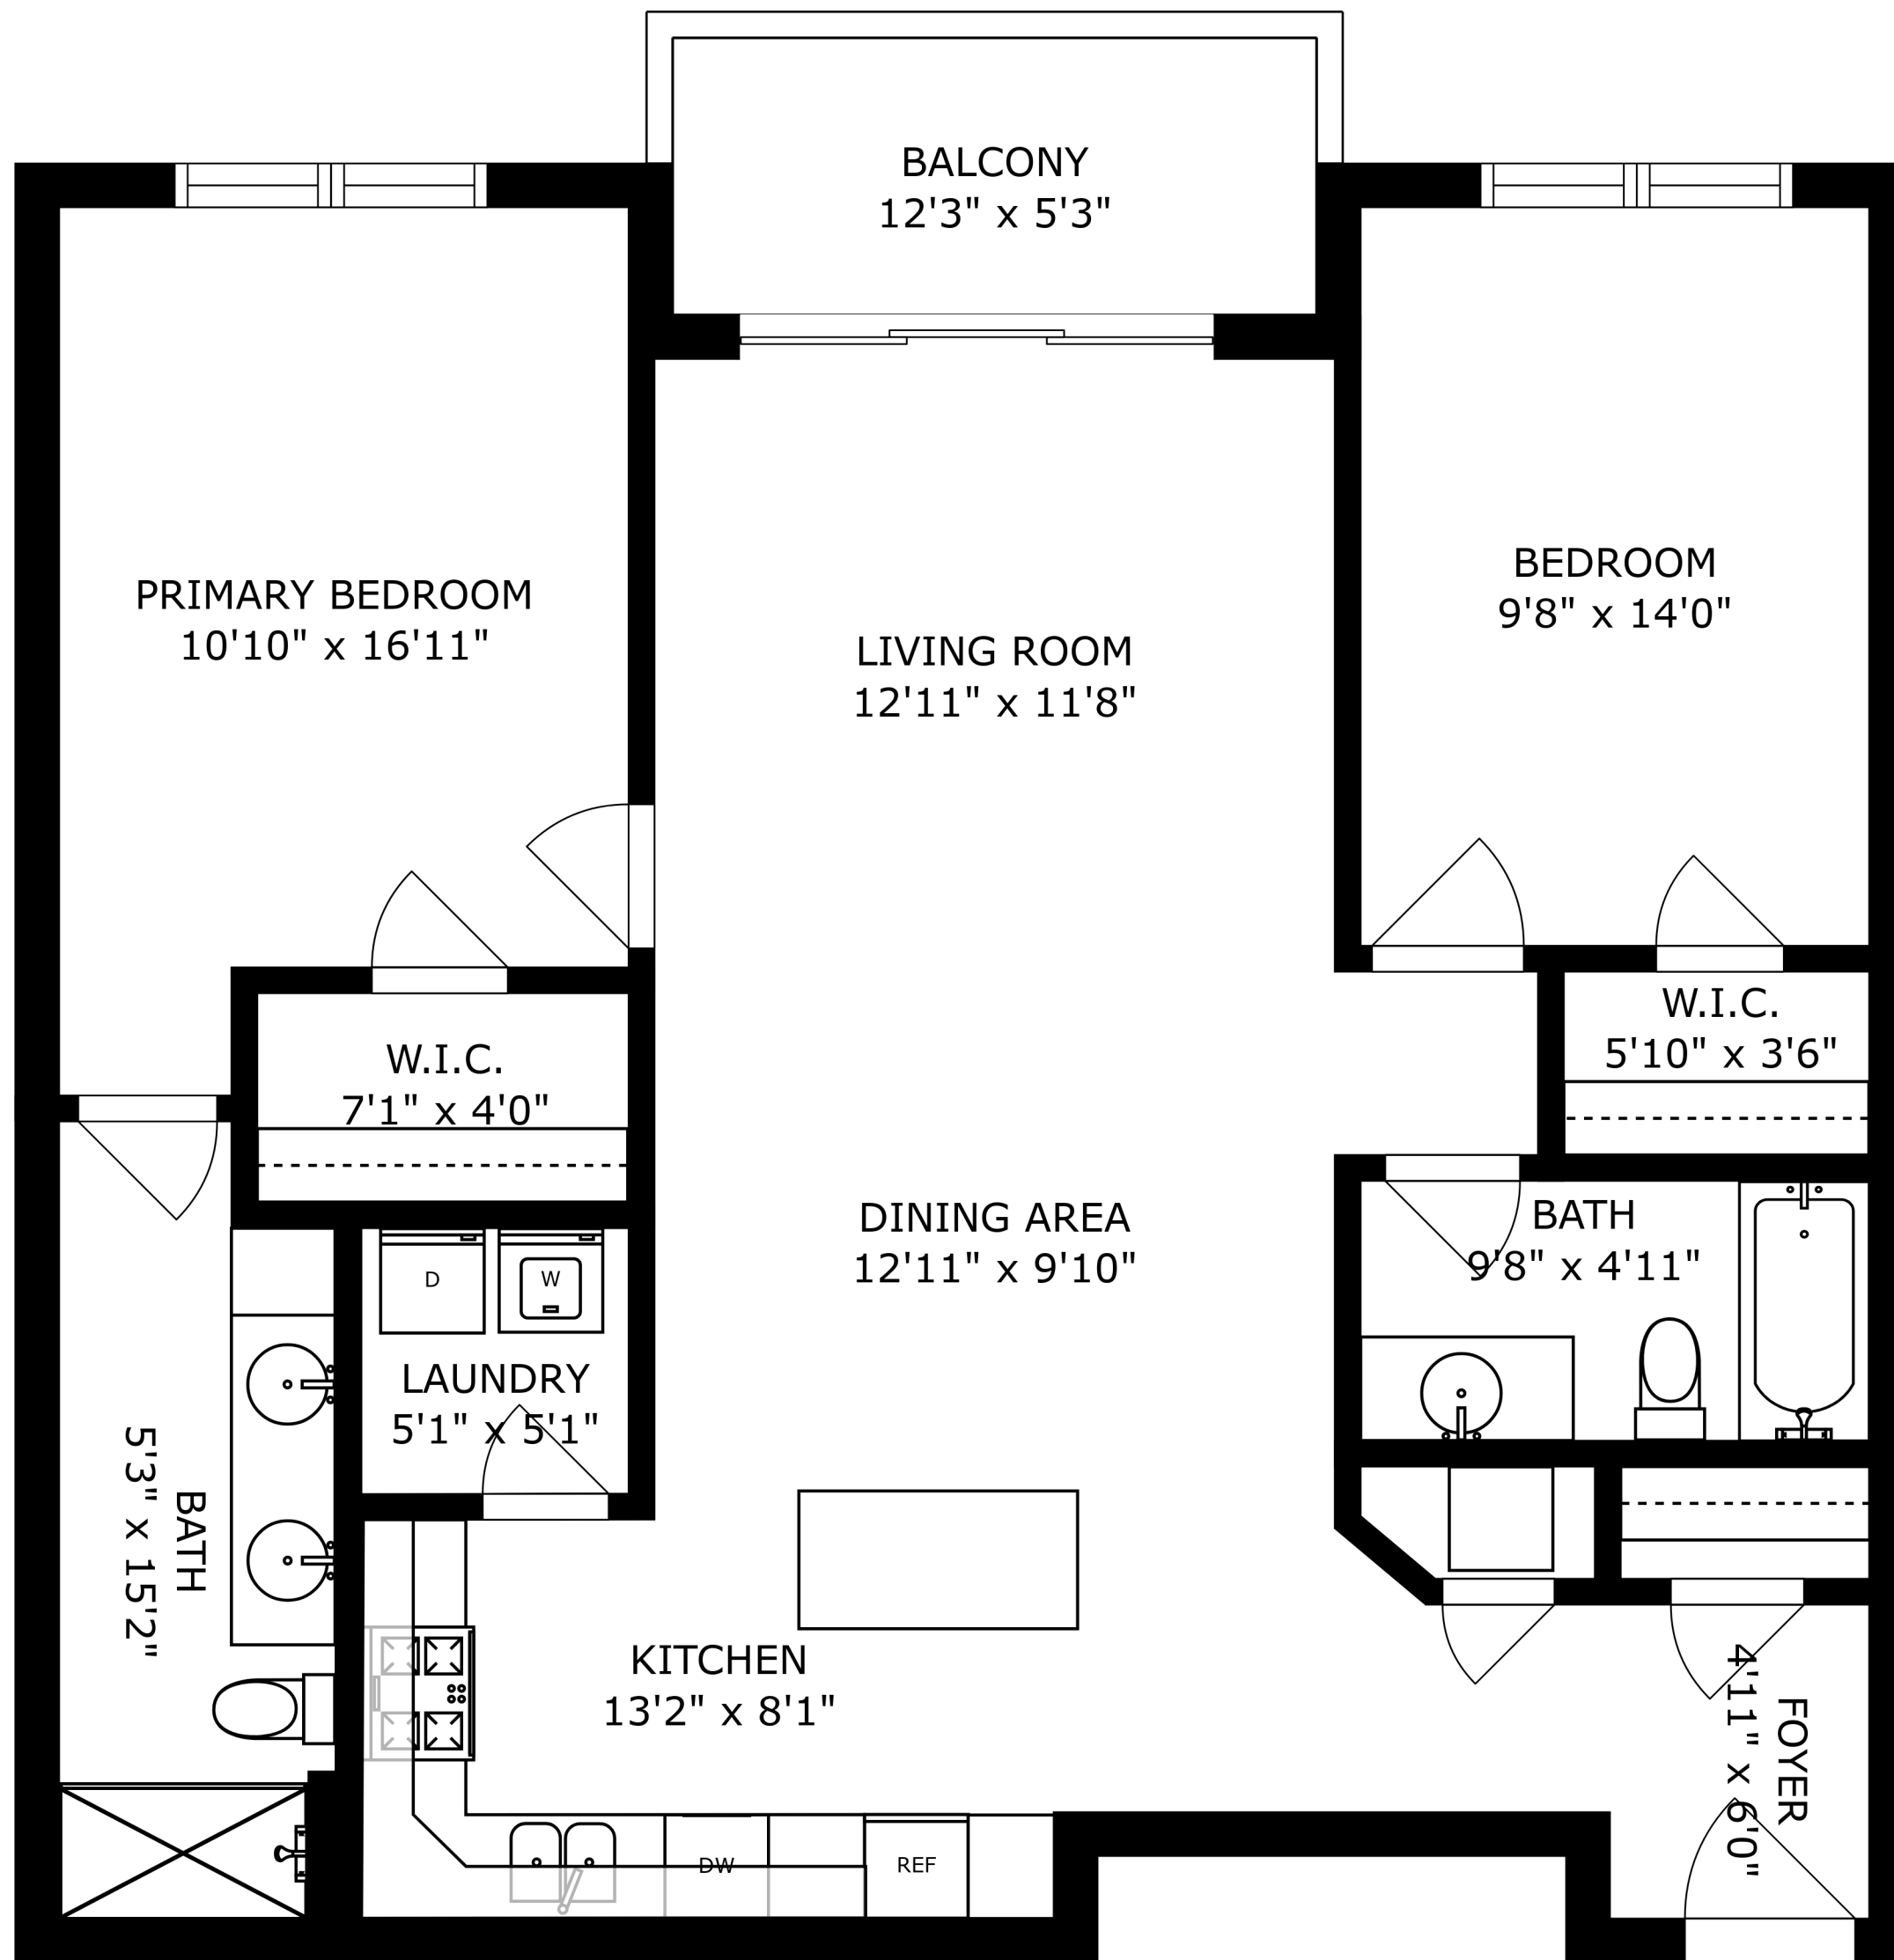 BALCONY
12'3" x 5'3"
PRIMARY BEDROOM
10'10" x 16'11"
BEDROOM
9'8" x 14'0"
LIVING ROOM
12'11" x 11'8"
W.I.C.
5'10" x 3'6"
W.I.C.
7'1" x 4'0"
DINING AREA
12'11" x 9'10"
BATH
9'8" x 4'11"
D
W
LAUNDRY
5'1" x 5'1"
BATH
5'3" x 15'2"
KITCHEN
13'2" x 8'1"
FOYER
4'11" x 6'0"
DW
REF